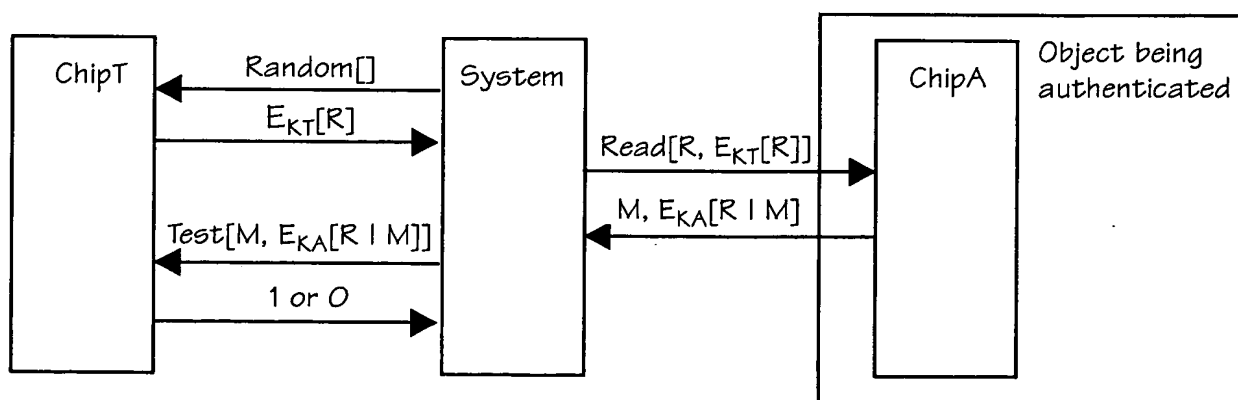 ChipT
Random[]
E_KT[R]
Test[M, E_KA[R | M]]
1 or 0
System
Read[R, E_KT[R]]
M, E_KA[R | M]
ChipA
Object being
authenticated